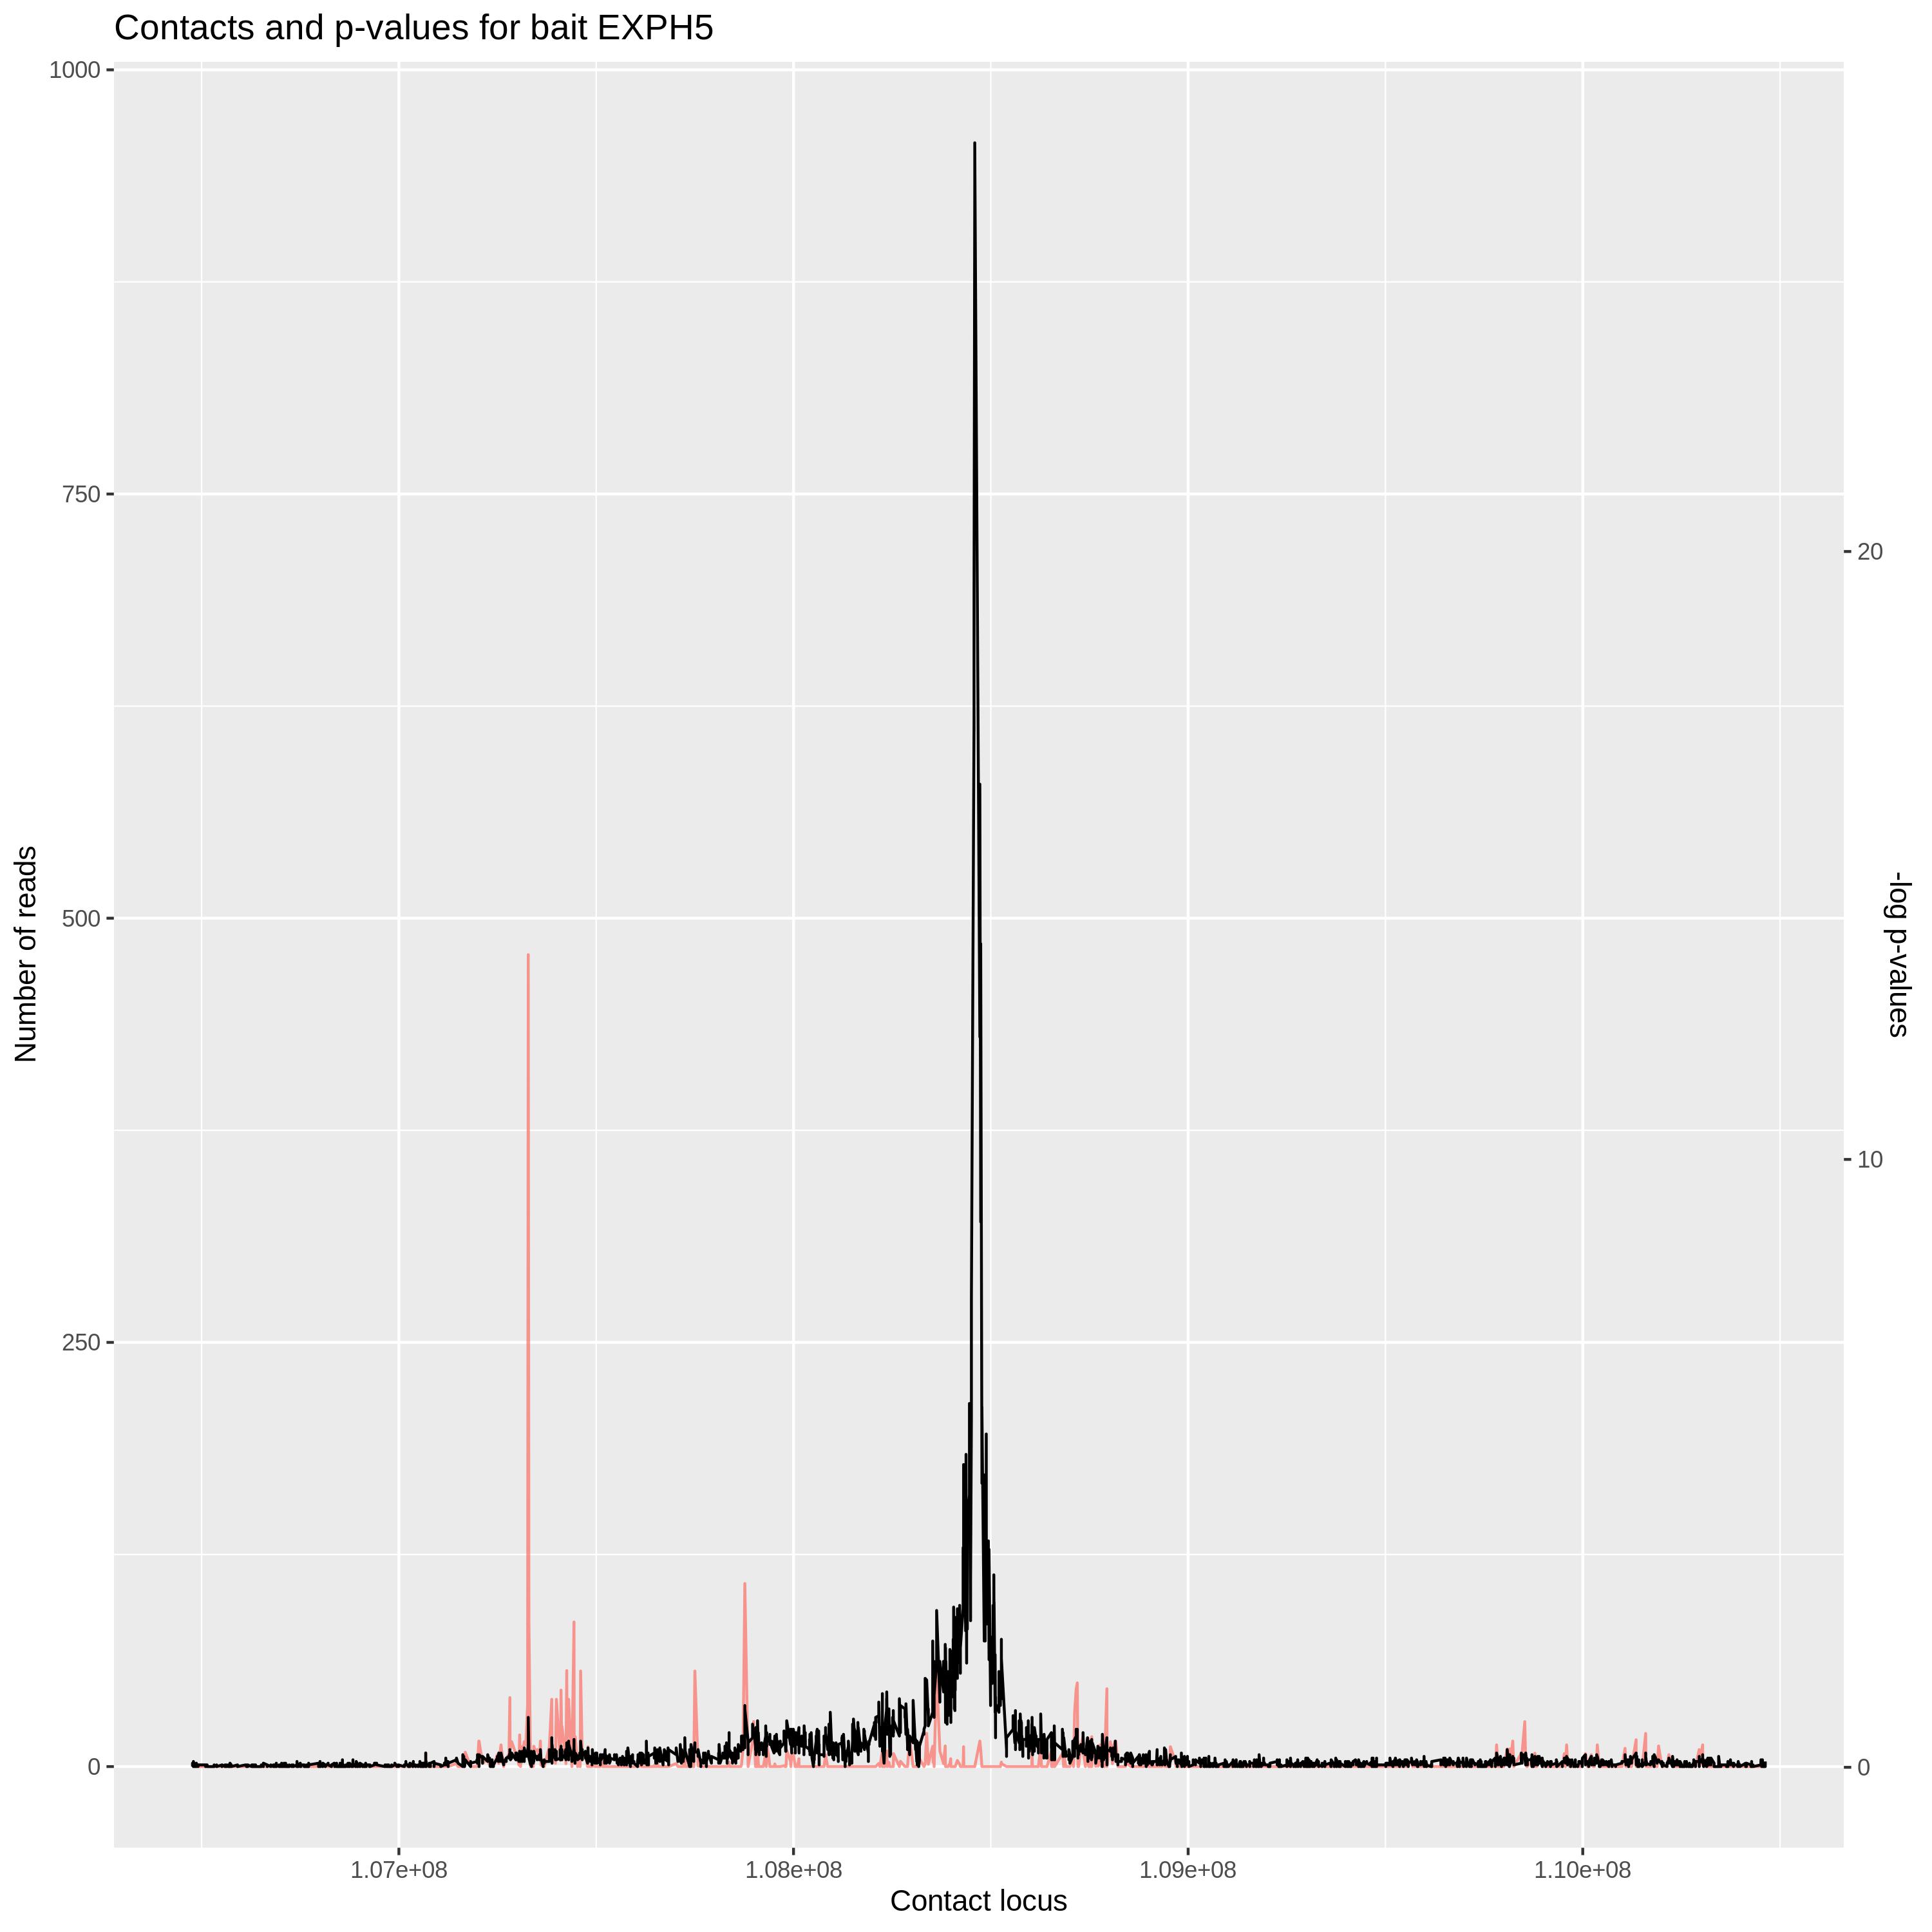 Contacts and p-values for bait EXPH5
1000
750
500
250
0
Number of reads
20
10
0
-log p-values
1.07e+08
1.08e+08
1.09e+08
1.10e+08
Contact locus